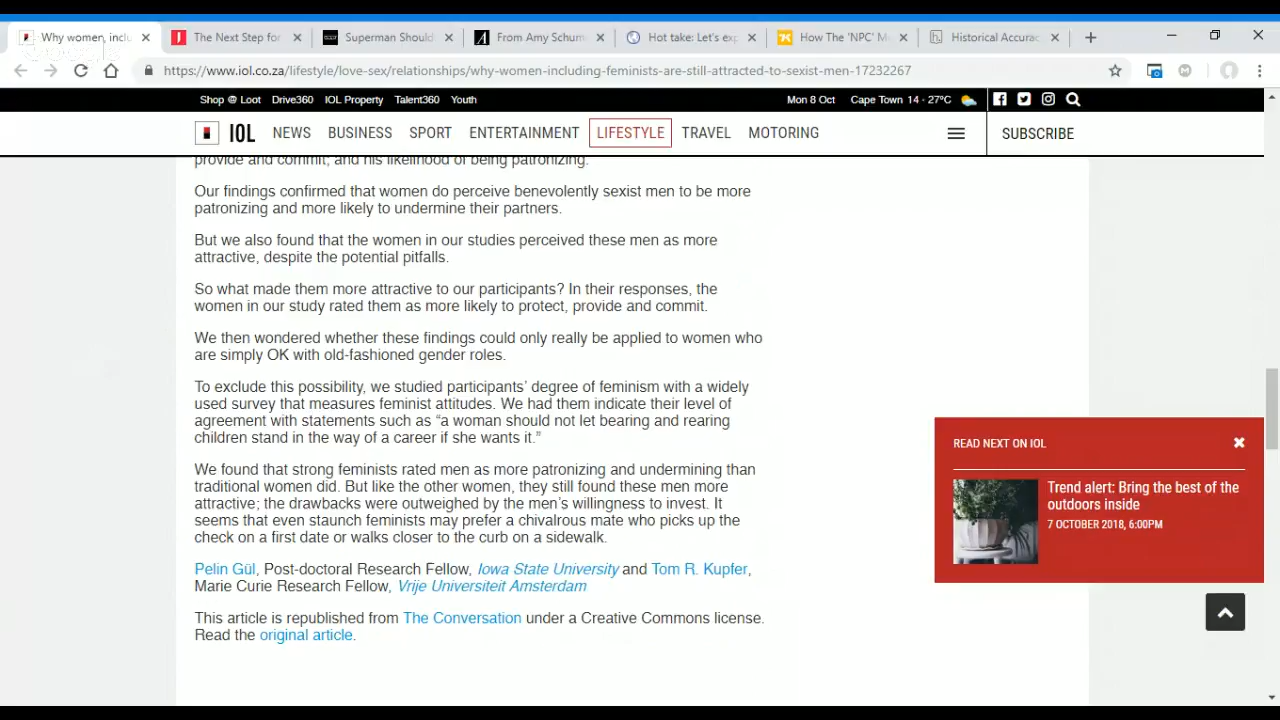 Why women, inclu
The Next Step for
Superman Should
From Amy Schum
Hot take: Let's exp
How The 'NPC' M
Historical Accurac
https://www.iol.co.za/lifestyle/love-sex/relationships/why-women-including-feminists-are-still-attracted-to-sexist-men-17232267
Shop @ Loot Drive360 IOL Property Talent360 Youth Mon 8 Oct Cape Town 14 - 27°C
IOL NEWS BUSINESS SPORT ENTERTAINMENT LIFESTYLE TRAVEL MOTORING SUBSCRIBE
provide and commit; and his likelihood of being patronizing.
Our findings confirmed that women do perceive benevolently sexist men to be more
patronizing and more likely to undermine their partners.
But we also found that the women in our studies perceived these men as more
attractive, despite the potential pitfalls.
So what made them more attractive to our participants? In their responses, the
women in our study rated them as more likely to protect, provide and commit.
We then wondered whether these findings could only really be applied to women who
are simply OK with old-fashioned gender roles.
To exclude this possibility, we studied participants' degree of feminism with a widely
used survey that measures feminist attitudes. We had them indicate their level of
agreement with statements such as “a woman should not let bearing and rearing
children stand in the way of a career if she wants it.”
We found that strong feminists rated men as more patronizing and undermining than
traditional women did. But like the other women, they still found these men more
attractive; the drawbacks were outweighed by the men's willingness to invest. It
seems that even staunch feminists may prefer a chivalrous mate who picks up the
check on a first date or walks closer to the curb on a sidewalk.
Pelin Gül, Post-doctoral Research Fellow, Iowa State University and Tom R. Kupfer,
Marie Curie Research Fellow, Vrije Universiteit Amsterdam
This article is republished from The Conversation under a Creative Commons license.
Read the original article.
READ NEXT ON IOL
Trend alert: Bring the best of the
outdoors inside
7 OCTOBER 2018, 6:00PM